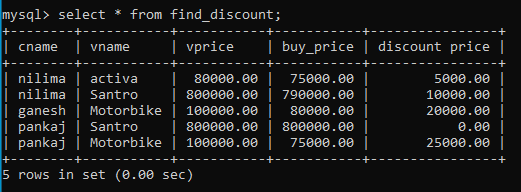 mysql> select * from find_discount;
+--------+-----------+-----------+-----------+----------------+
| cname  | vname     | vprice    | buy_price | discount price |
+--------+-----------+-----------+-----------+----------------+
| nilima | activa    |  80000.00 |  75000.00 |        5000.00 |
| nilima | Santro    | 800000.00 | 790000.00 |       10000.00 |
| ganesh | Motorbike | 100000.00 |  80000.00 |       20000.00 |
| pankaj | Santro    | 800000.00 | 800000.00 |           0.00 |
| pankaj | Motorbike | 100000.00 |  75000.00 |       25000.00 |
+--------+-----------+-----------+-----------+----------------+
5 rows in set (0.00 sec)